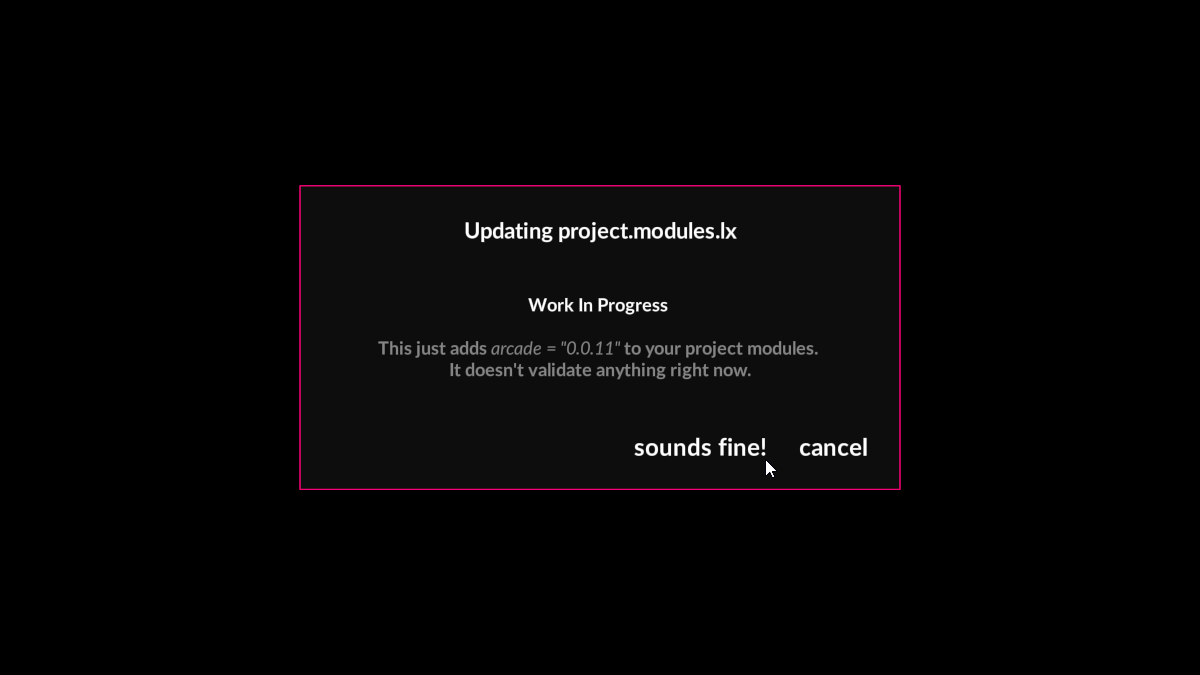 Updating project.modules.lx
Work In Progress
This just adds arcade = "0.0.11" to your project modules.
It doesn't validate anything right now.
sounds fine! cancel